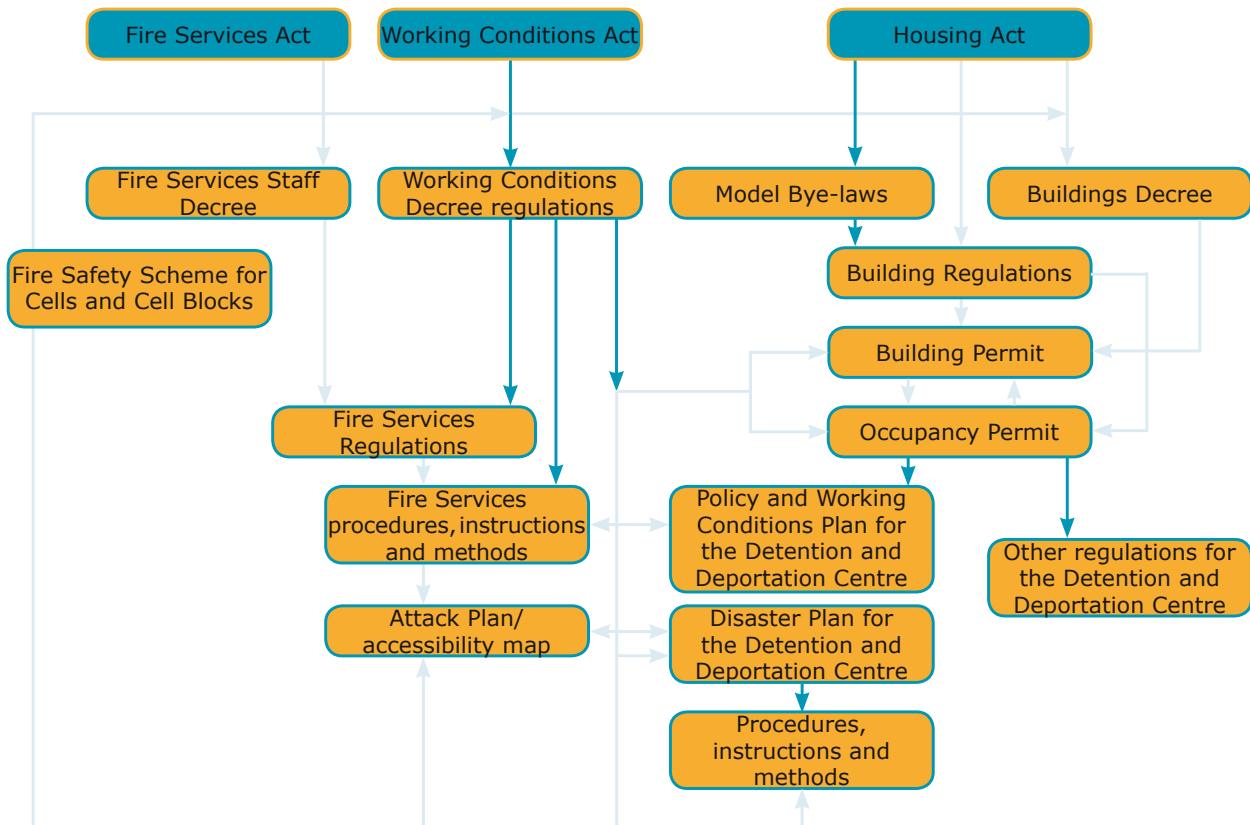 Fire Services Act
Working Conditions Act
Housing Act
Fire Services Staff
Decree
Working Conditions
Decree regulations
Model Bye-laws
Buildings Decree
Fire Safety Scheme for
Cells and Cell Blocks
Building Regulations
Building Permit
Fire Services
Regulations
Occupancy Permit
Fire Services
procedures, instructions
and methods
Policy and Working
Conditions Plan for
the Detention and
Deportation Centre
Other regulations for
the Detention and
Deportation Centre
Attack Plan/
accessibility map
Disaster Plan for
the Detention and
Deportation Centre
Procedures,
instructions and
methods